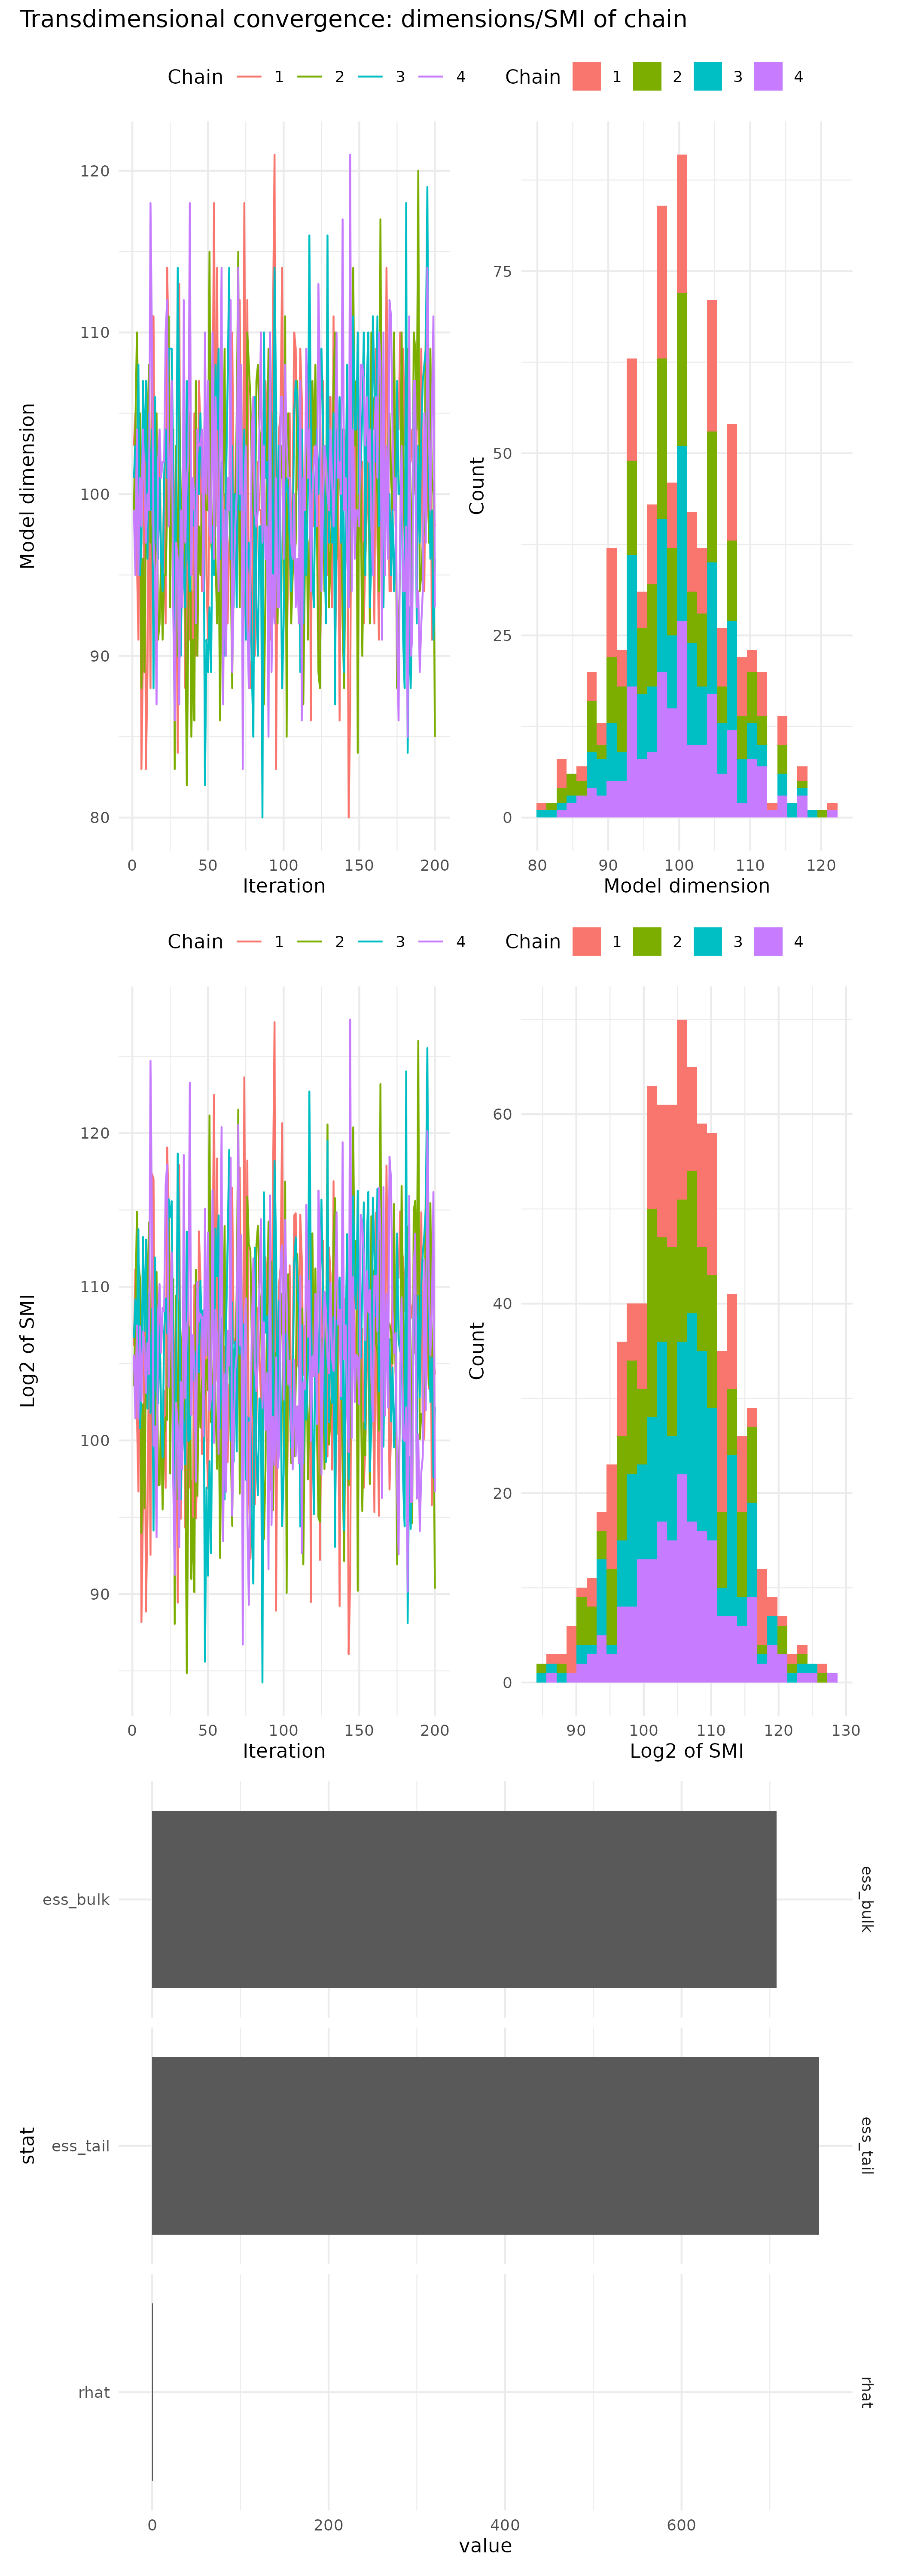 Transdimensional convergence: dimensions/SMI of chain
Chain 1 2 3 4
Chain 1 2 3 4
Model dimension
120
110
100
90
80
0 50 100 150 200
Iteration
Count
75
50
25
0
80 90 100 110 120
Model dimension
Chain 1 2 3 4
Chain 1 2 3 4
Log2 of SMI
120
110
100
90
0 50 100 150 200
Iteration
Count
60
40
20
0
90 100 110 120 130
Log2 of SMI
stat
ess_bulk
ess_bulk
ess_tail
ess_tail
rhat
rhat
0 200 400 600
value